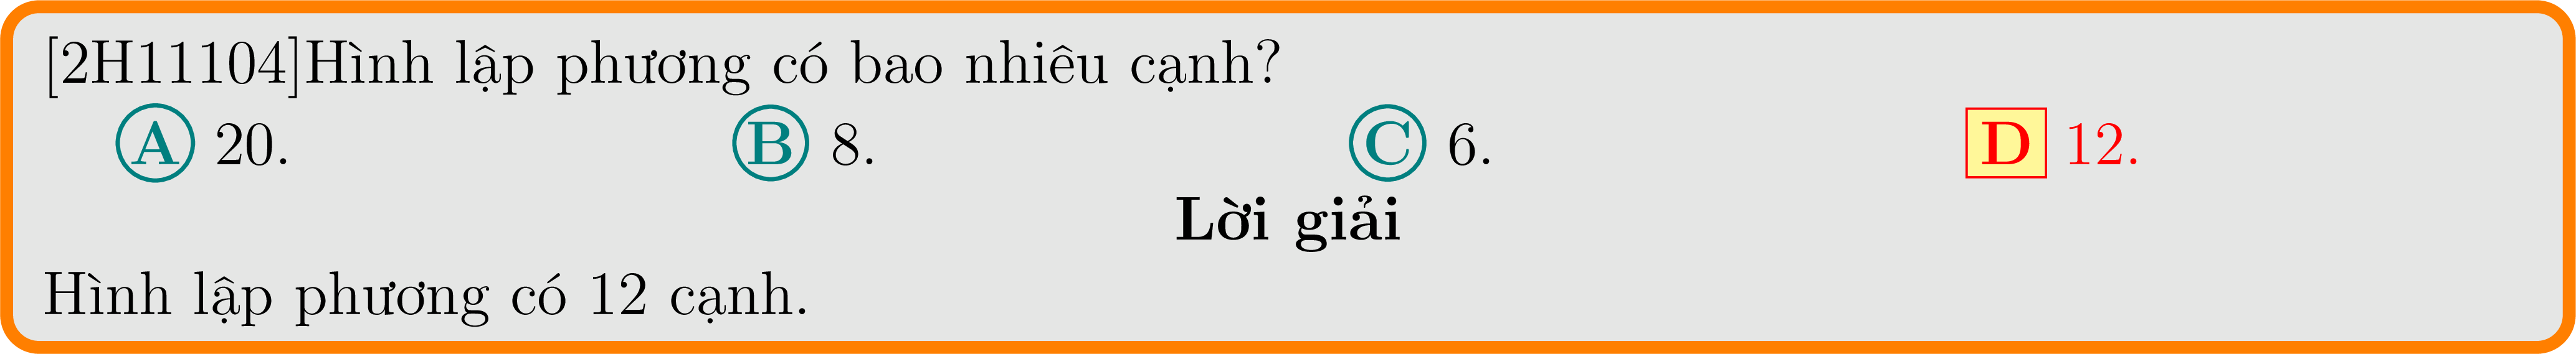 [2H11104]Hình lập phương có bao nhiêu cạnh?
A 20. B 8. C 6. D 12.
Lời giải
Hình lập phương có 12 cạnh.